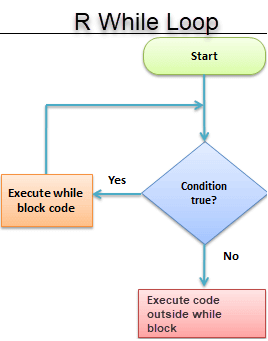 R While Loop
Start
Yes
Execute while
block code
Condition
true?
No
Execute code
outside while
block